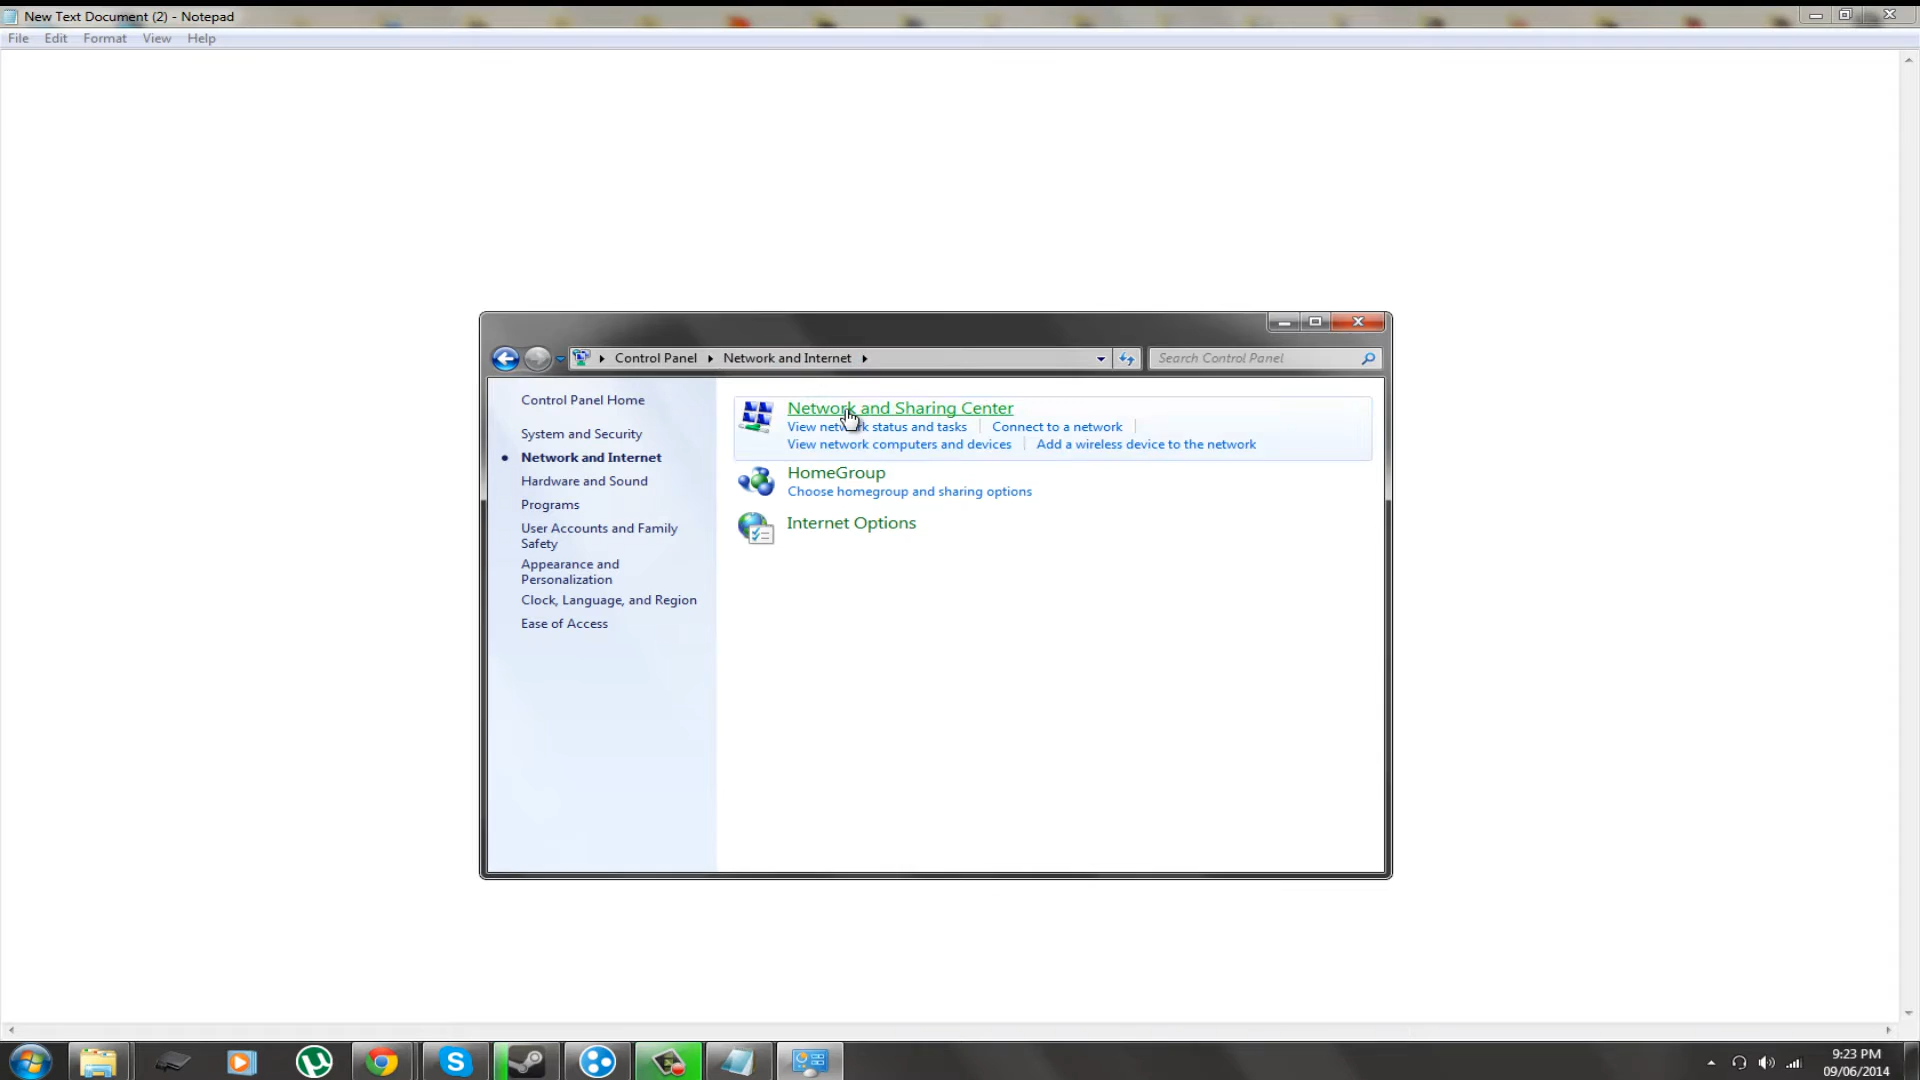 New Text Document (2) - Notepad
File Edit Format View Help
Control Panel Network and Internet Search Control Panel
Control Panel Home
System and Security
Network and Internet
Hardware and Sound
Programs
User Accounts and Family
Safety
Appearance and
Personalization
Clock, Language, and Region
Ease of Access
Network and Sharing Center
View network status and tasks Connect to a network
View network computers and devices Add a wireless device to the network
HomeGroup
Choose homegroup and sharing options
Internet Options
9:23 PM
09/06/2014